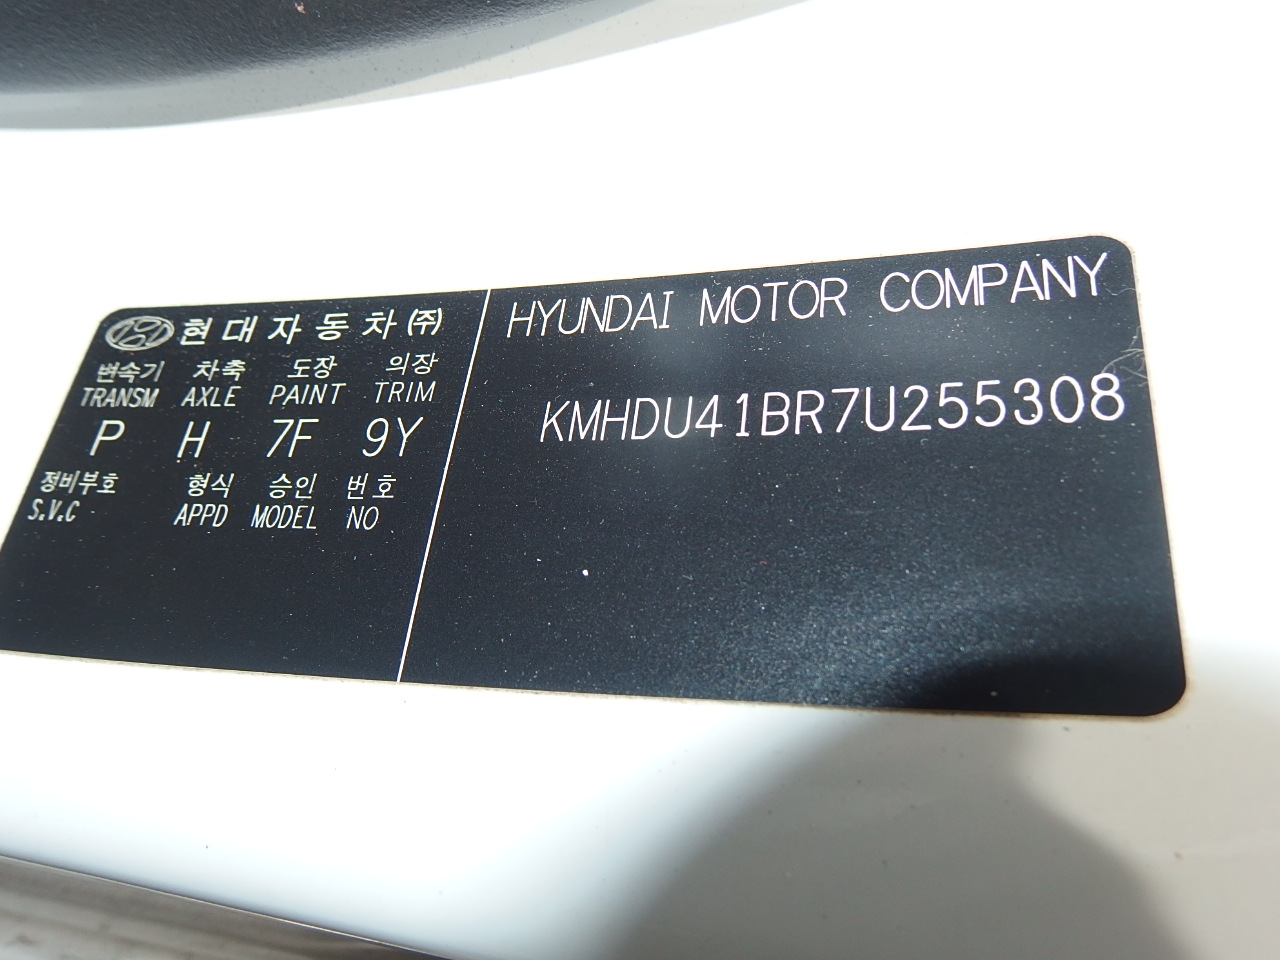 현대자동차(주)
변속기 차축 도장 의장
TRANSM AXLE PAINT TRIM
P H 7F 9Y
정비부호 형식 승인 번호
S.V.C APPD MODEL NO
HYUNDAI MOTOR COMPANY
KMHDU41BR7U255308